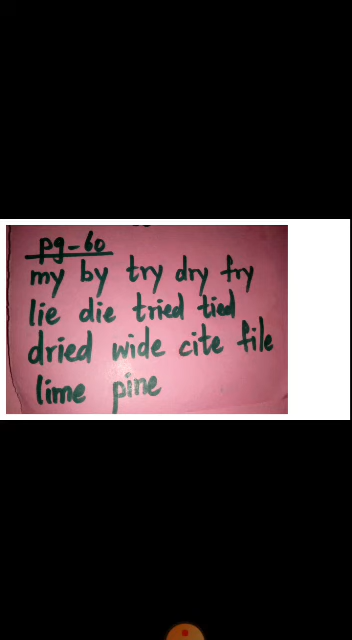 pg-60
my by try dry fry
lie die tried tied
dried wide cite file
lime pine